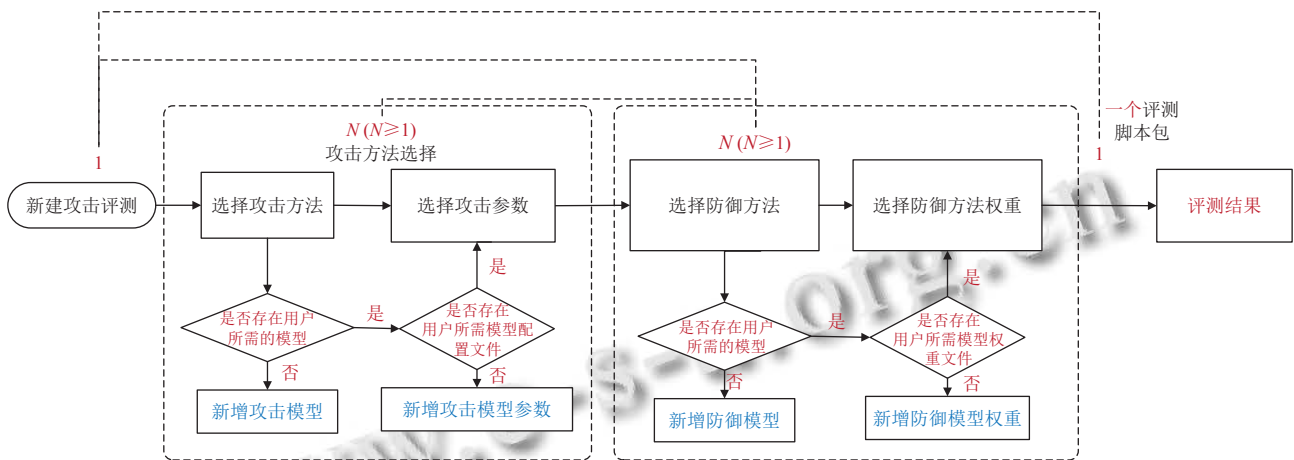 N (N≥1)
攻击方法选择
N (N≥1)
一个评测
脚本包
1
1
新建攻击评测
选择攻击方法
选择攻击参数
选择防御方法
选择防御方法权重
评测结果
是
是
是否存在用户
所需的模型
是
是否存在
用户所需模型配
置文件
是否存在用户
所需的模型
是
是否存在
用户所需模型权
重文件
否
否
否
否
新增攻击模型
新增攻击模型参数
新增防御模型
新增防御模型权重